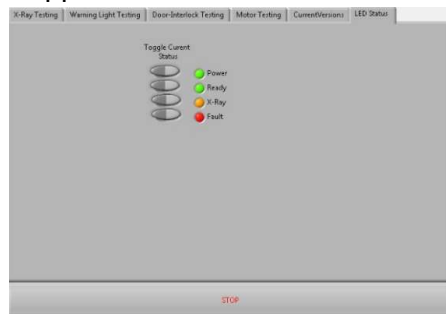 X-Ray Testing Warning Light Testing Door-Interlock Testing Motor Testing CurrentVersions LED Status
Toggle Curent
Status
Power
Ready
X-Ray
Fault
STOP